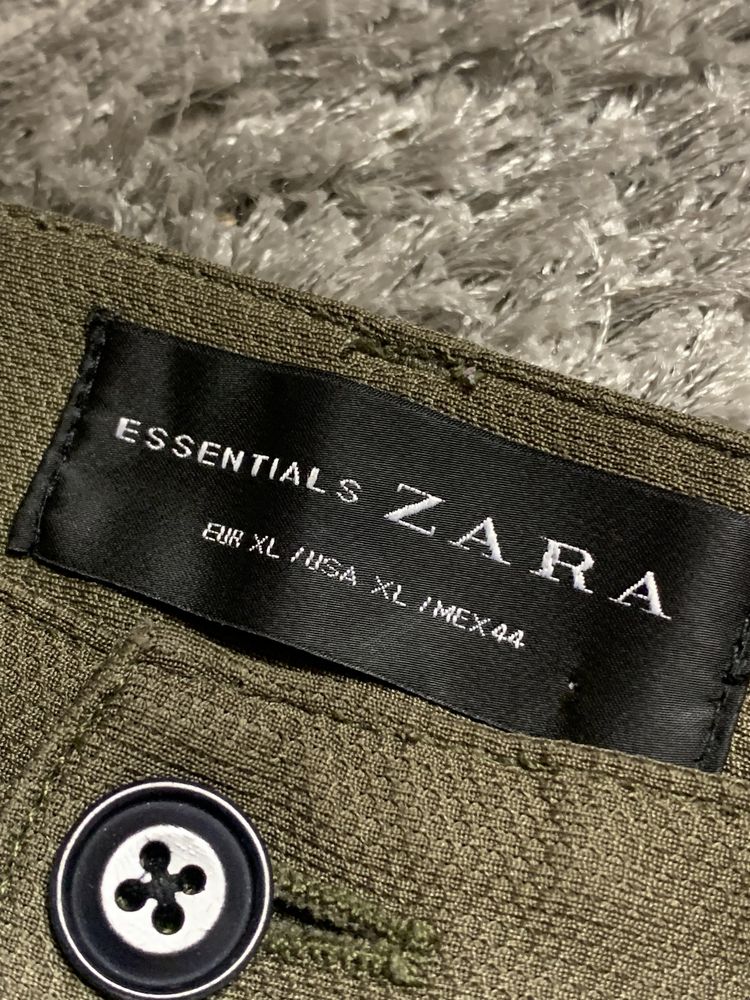 ESSENTIALS ZARA
EUR XL / USA XL / MEX 44